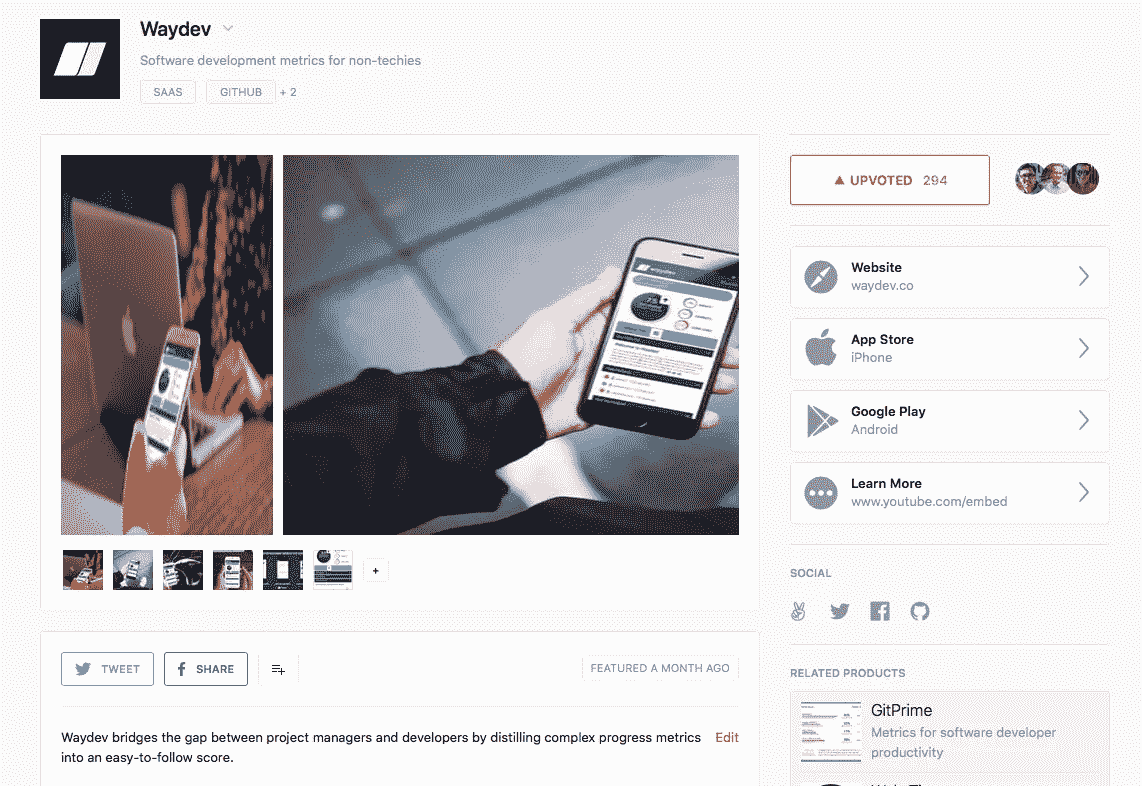 Waydev
Software development metrics for non-techies
SAAS
GITHUB
+ 2
UPVOTED 294
Website
waydev.co
App Store
iPhone
Google Play
Android
Learn More
www.youtube.com/embed
SOCIAL
TWEET
SHARE
FEATURED A MONTH AGO
Waydev bridges the gap between project managers and developers by distilling complex progress metrics
into an easy-to-follow score.
Edit
RELATED PRODUCTS
GitPrime
Metrics for software developer
productivity